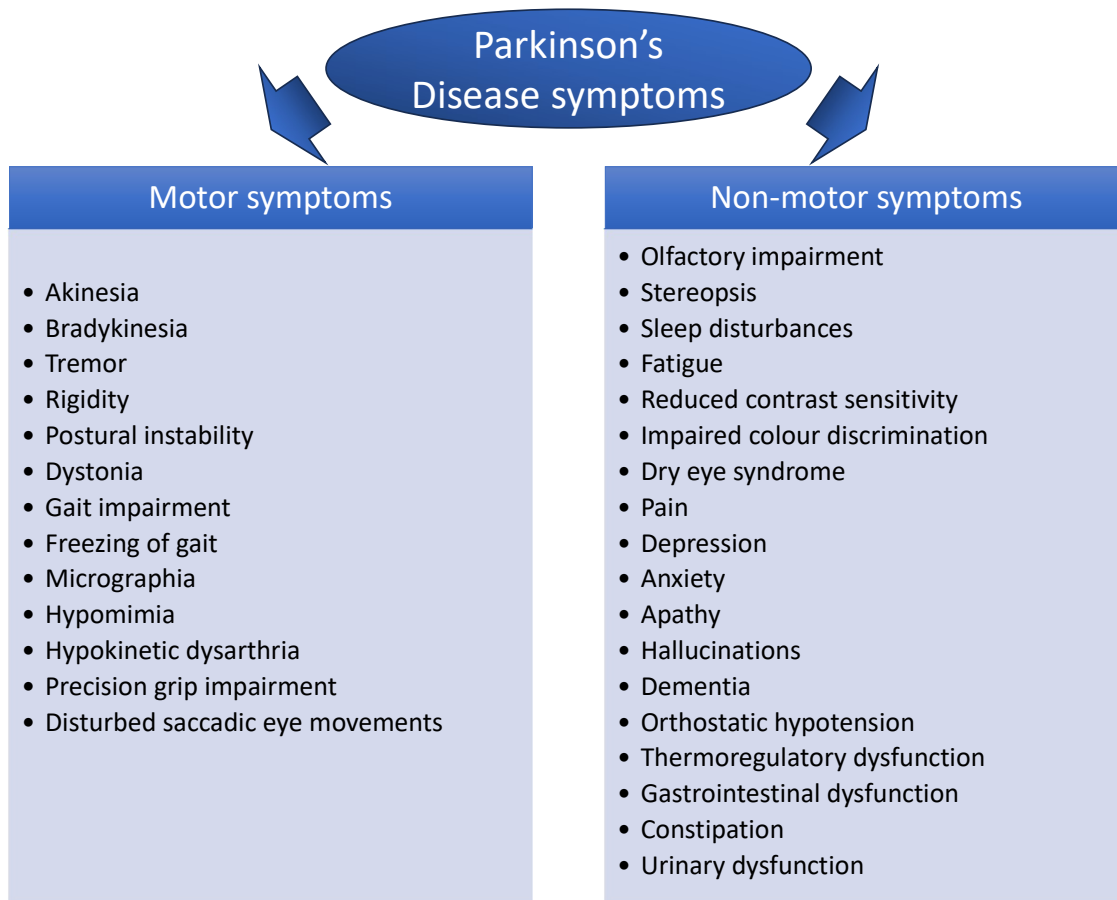 Parkinson’s
Disease symptoms
Motor symptoms
• Akinesia
• Bradykinesia
• Tremor
• Rigidity
• Postural instability
• Dystonia
• Gait impairment
• Freezing of gait
• Micrographia
• Hypomimia
• Hypokinetic dysarthria
• Precision grip impairment
• Disturbed saccadic eye movements
Non-motor symptoms
• Olfactory impairment
• Stereopsis
• Sleep disturbances
• Fatigue
• Reduced contrast sensitivity
• Impaired colour discrimination
• Dry eye syndrome
• Pain
• Depression
• Anxiety
• Apathy
• Hallucinations
• Dementia
• Orthostatic hypotension
• Thermoregulatory dysfunction
• Gastrointestinal dysfunction
• Constipation
• Urinary dysfunction